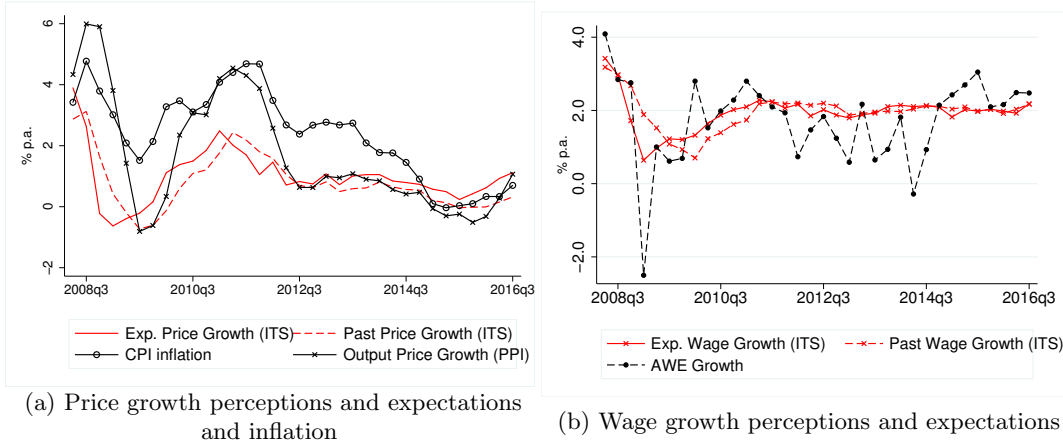 6
4
2
0
−2
% p.a.
2008q3 2010q3 2012q3 2014q3 2016q3
Exp. Price Growth (ITS) Past Price Growth (ITS)
CPI inflation Output Price Growth (PPI)
(a) Price growth perceptions and expectations
and inflation
4.0
2.0
0.0
−2.0
% p.a.
2008q3 2010q3 2012q3 2014q3 2016q3
Exp. Wage Growth (ITS) Past Wage Growth (ITS)
AWE Growth
(b) Wage growth perceptions and expectations